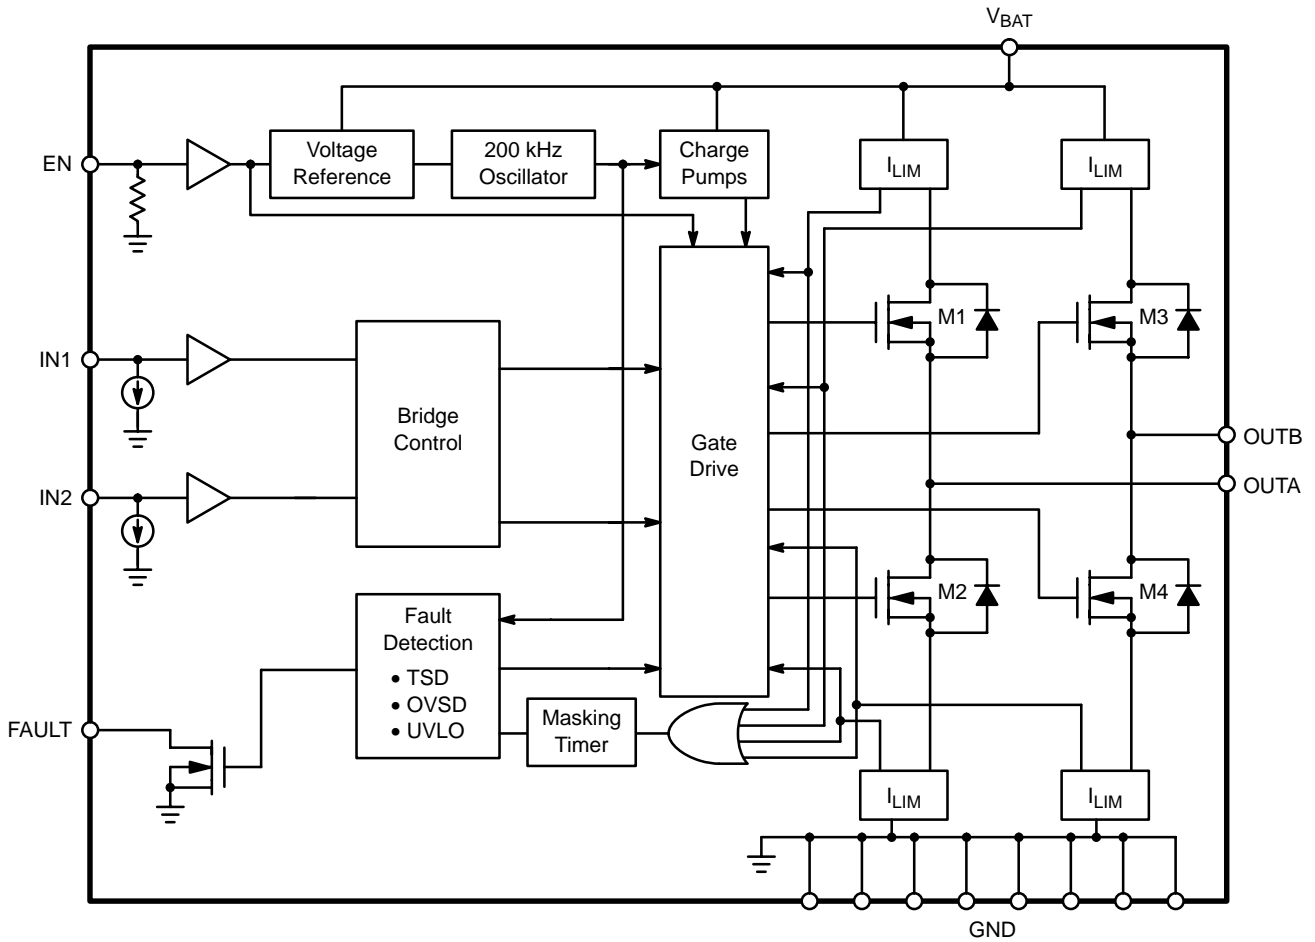 VBAT
EN
Voltage
Reference
200 kHz
Oscillator
Charge
Pumps
ILIM
ILIM
M1
M3
IN1
Bridge
Control
Gate
Drive
OUTB
OUTA
IN2
M2
M4
Fault
Detection
• TSD
• OVSD
• UVLO
Masking
Timer
FAULT
ILIM
ILIM
GND